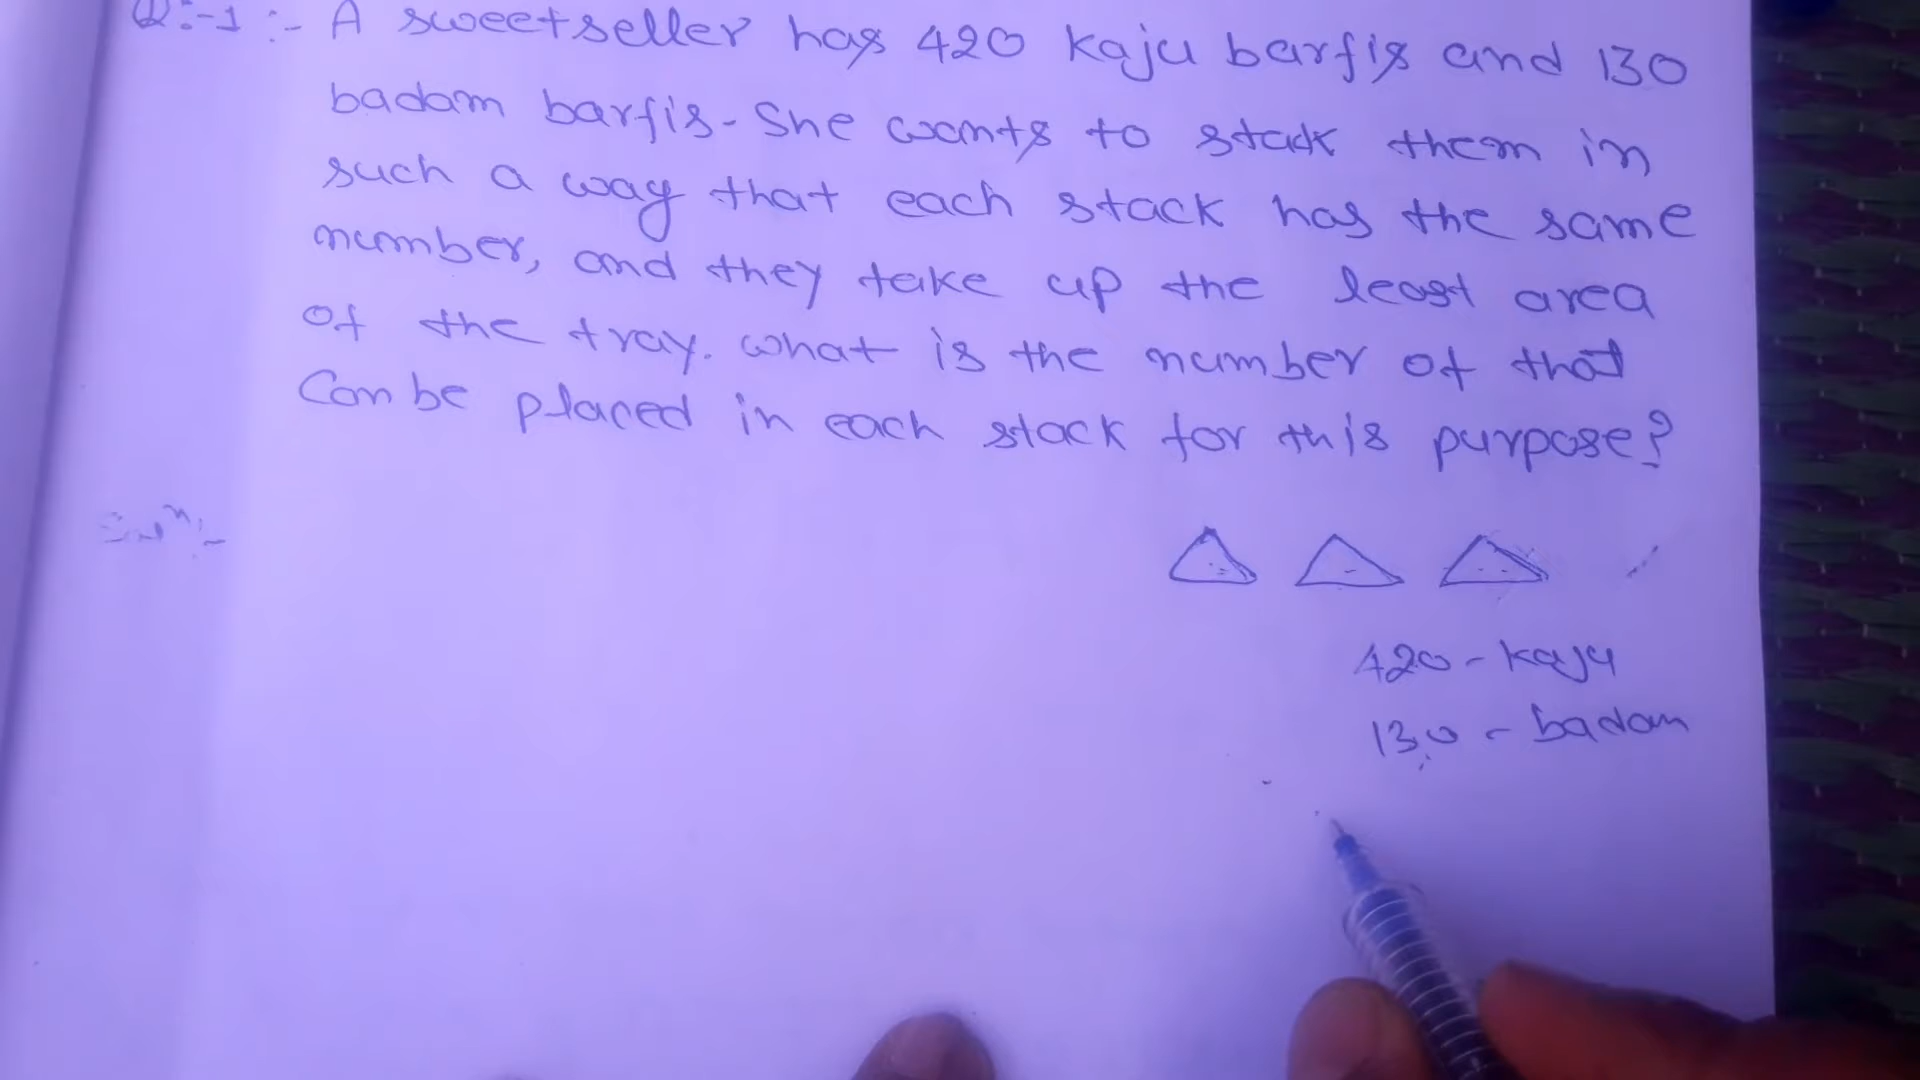 Q:-1 :- A sweetseller has 420 kaju barfis and 130
badam barfis. She wants to stack them in
such a way that each stack has the same
number, and they take up the least area
of the tray. what is the number of that
Can be placed in each stack for this purpose?
Solⁿ:-
420 - kaju
130 - badam